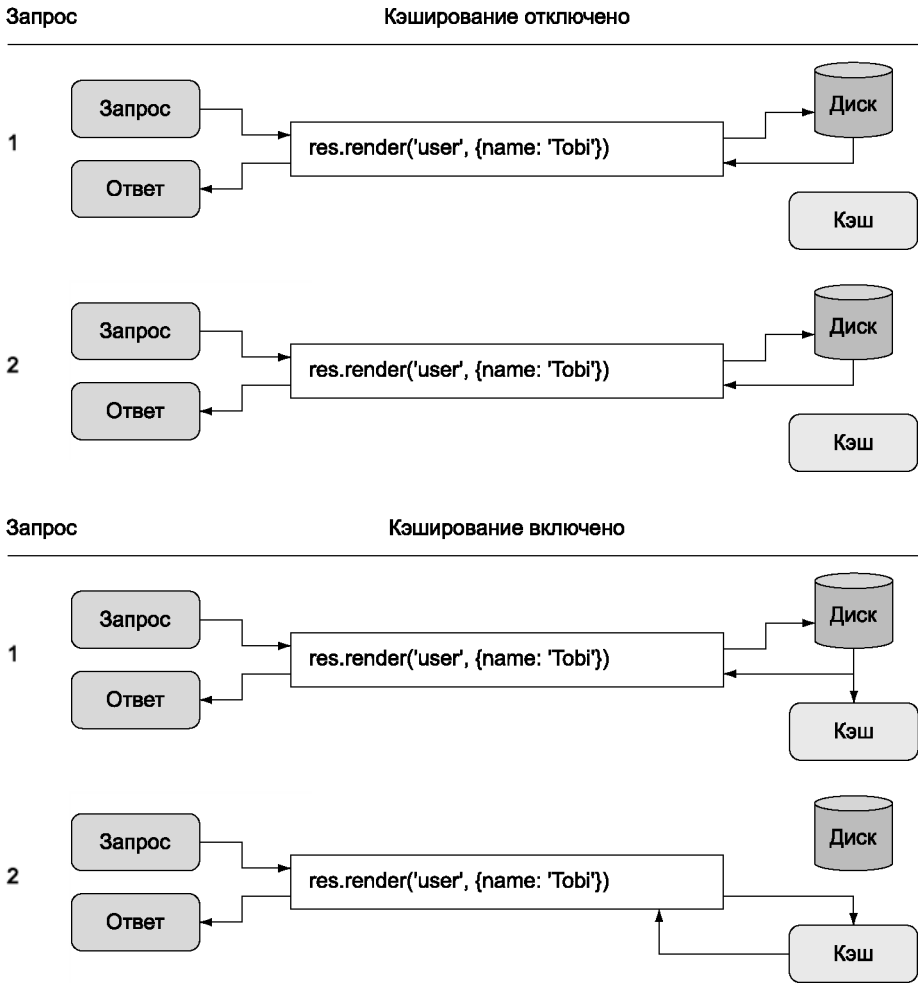 Запрос Кэширование отключено
Запрос
Диск
1
res.render('user', {name: 'Tobi'})
Ответ
Кэш
Запрос
Диск
2
res.render('user', {name: 'Tobi'})
Ответ
Кэш
Запрос Кэширование включено
Запрос
Диск
1
res.render('user', {name: 'Tobi'})
Ответ
Кэш
Запрос
Диск
2
res.render('user', {name: 'Tobi'})
Ответ
Кэш